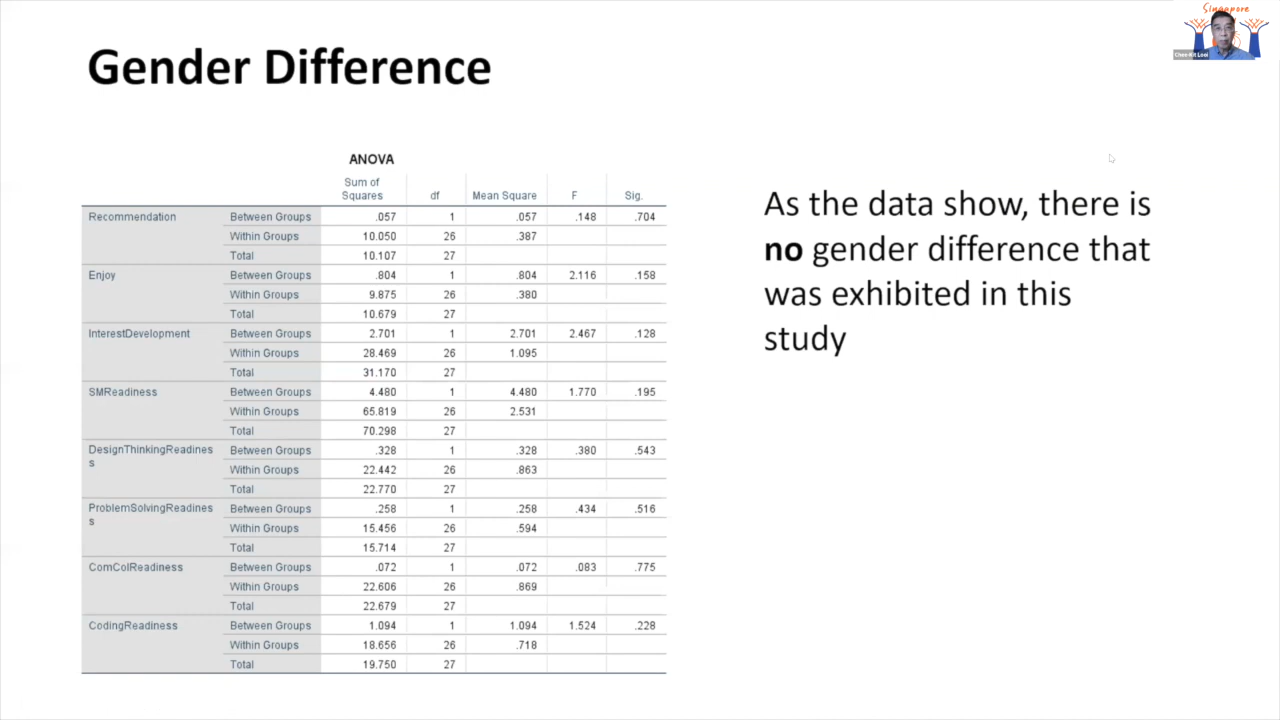 Singapore
Chee-Kit Looi
Gender Difference
ANOVA
Sum of
Squares df Mean Square F Sig.
Recommendation Between Groups .057 1 .057 .148 .704
Within Groups 10.050 26 .387
Total 10.107 27
Enjoy Between Groups .804 1 .804 2.116 .158
Within Groups 9.875 26 .380
Total 10.679 27
InterestDevelopment Between Groups 2.701 1 2.701 2.467 .128
Within Groups 28.469 26 1.095
Total 31.170 27
SMReadiness Between Groups 4.480 1 4.480 1.770 .195
Within Groups 65.819 26 2.531
Total 70.298 27
DesignThinkingReadines Between Groups .328 1 .328 .380 .543
s
Within Groups 22.442 26 .863
Total 22.770 27
ProblemSolvingReadines Between Groups .258 1 .258 .434 .516
s
Within Groups 15.456 26 .594
Total 15.714 27
ComColReadiness Between Groups .072 1 .072 .083 .775
Within Groups 22.606 26 .869
Total 22.679 27
CodingReadiness Between Groups 1.094 1 1.094 1.524 .228
Within Groups 18.656 26 .718
Total 19.750 27
As the data show, there is
no gender difference that
was exhibited in this
study